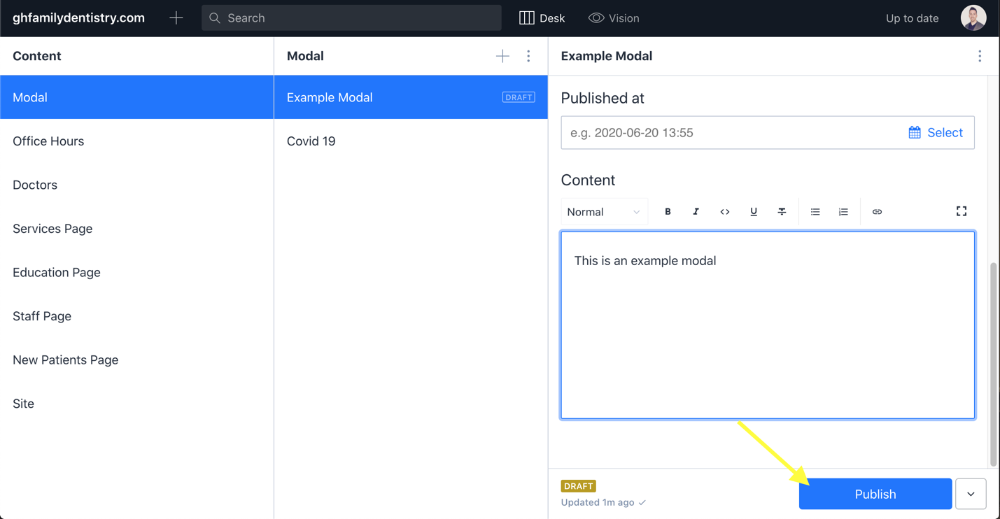 ghfamilydentistry.com
Search
Desk
Vision
Up to date
Content
Modal
Office Hours
Doctors
Services Page
Education Page
Staff Page
New Patients Page
Site
Modal
Example Modal
DRAFT
Covid 19
Example Modal
Published at
e.g. 2020-06-20 13:55
Select
Content
Normal
B
I
<>
U
T
This is an example modal
DRAFT
Updated 1m ago ✓
Publish